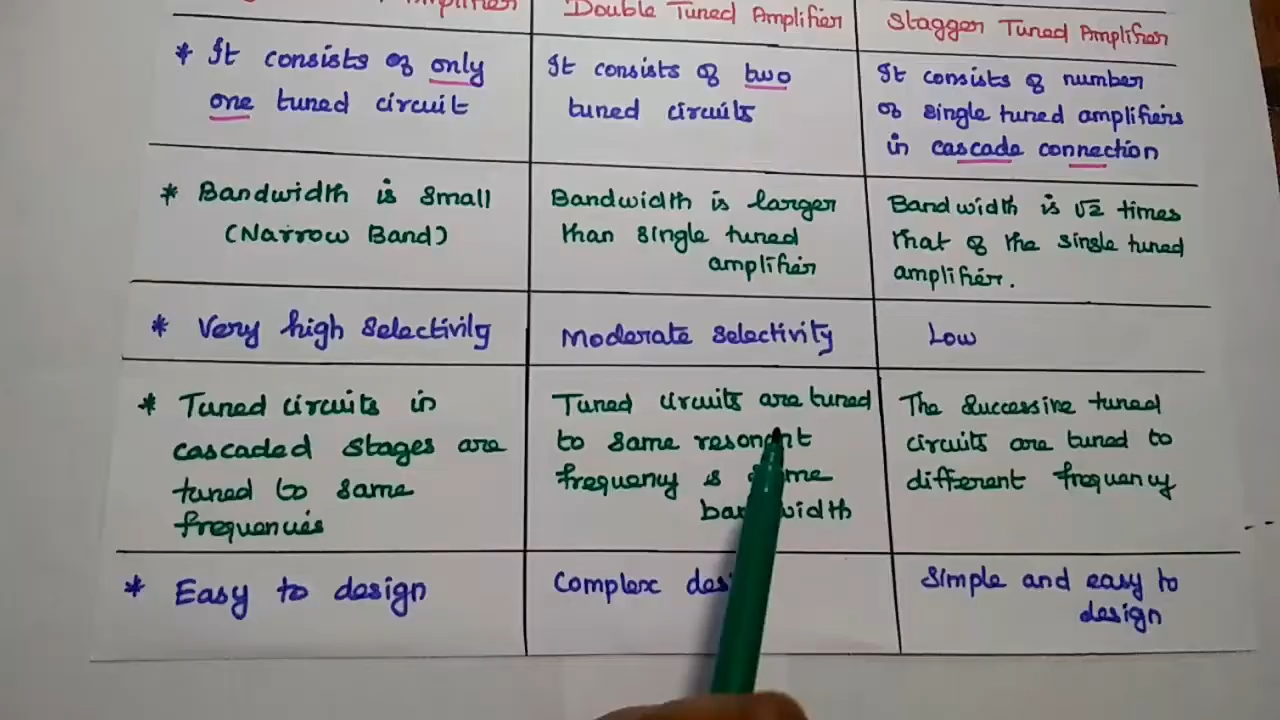 Amplifier
Double Tuned Amplifier
Stagger Tuned Amplifier
* It consists of only
one tuned circuit
It consists of two
tuned circuits
It consists of number
of single tuned amplifiers
in cascade connection
* Bandwidth is small
(Narrow Band)
Bandwidth is larger
than single tuned
amplifier
Bandwidth is √2 times
that of the single tuned
amplifier.
* Very high selectivity
Moderate selectivity
Low
* Tuned circuits in
cascaded stages are
tuned to same
frequencies
Tuned circuits are tuned
to same resonant
frequency &
bandwidth
The successive tuned
circuits are tuned to
different frequency
* Easy to design
Complex
Simple and easy to
design